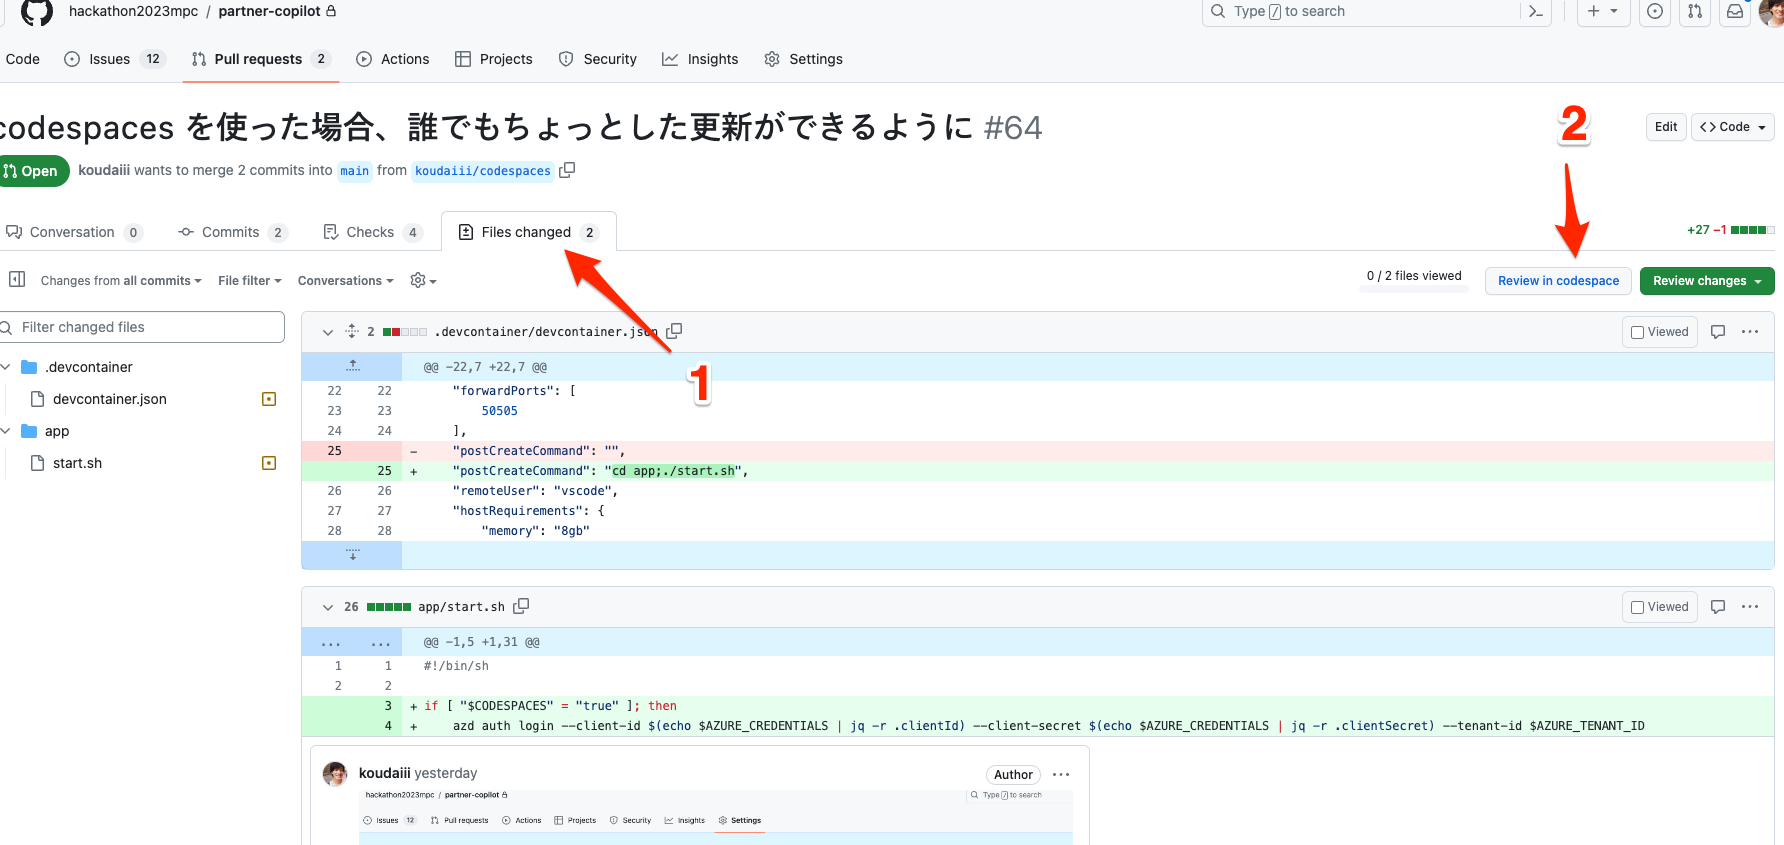 hackathon2023mpc / partner-copilot
Type / to search
Code
Issues 12
Pull requests 2
Actions
Projects
Security
Insights
Settings
codespaces を使った場合、誰でもちょっとした更新ができるように #64
2
Edit
<> Code
Open
koudaiii wants to merge 2 commits into main from koudaiii/codespaces
Conversation 0
Commits 2
Checks 4
Files changed 2
+27 −1
Changes from all commits
File filter
Conversations
0 / 2 files viewed
Review in codespace
Review changes
Filter changed files
.devcontainer
devcontainer.json
app
start.sh
2 .devcontainer/devcontainer.json
Viewed
1
@@ -22,7 +22,7 @@
22 22 "forwardPorts": [
23 23 50505
24 24 ],
25 - "postCreateCommand": "",
25 + "postCreateCommand": "cd app;./start.sh",
26 26 "remoteUser": "vscode",
27 27 "hostRequirements": {
28 28 "memory": "8gb"
26 app/start.sh
Viewed
... ... @@ -1,5 +1,31 @@
1 1 #!/bin/sh
2 2
3 + if [ "$CODESPACES" = "true" ]; then
4 + azd auth login --client-id $(echo $AZURE_CREDENTIALS | jq -r .clientId) --client-secret $(echo $AZURE_CREDENTIALS | jq -r .clientSecret) --tenant-id $AZURE_TENANT_ID
koudaiii yesterday
Author
hackathon2023mpc / partner-copilot
Type / to search
Issues 12
Pull requests
Actions
Projects
Security
Insights
Settings